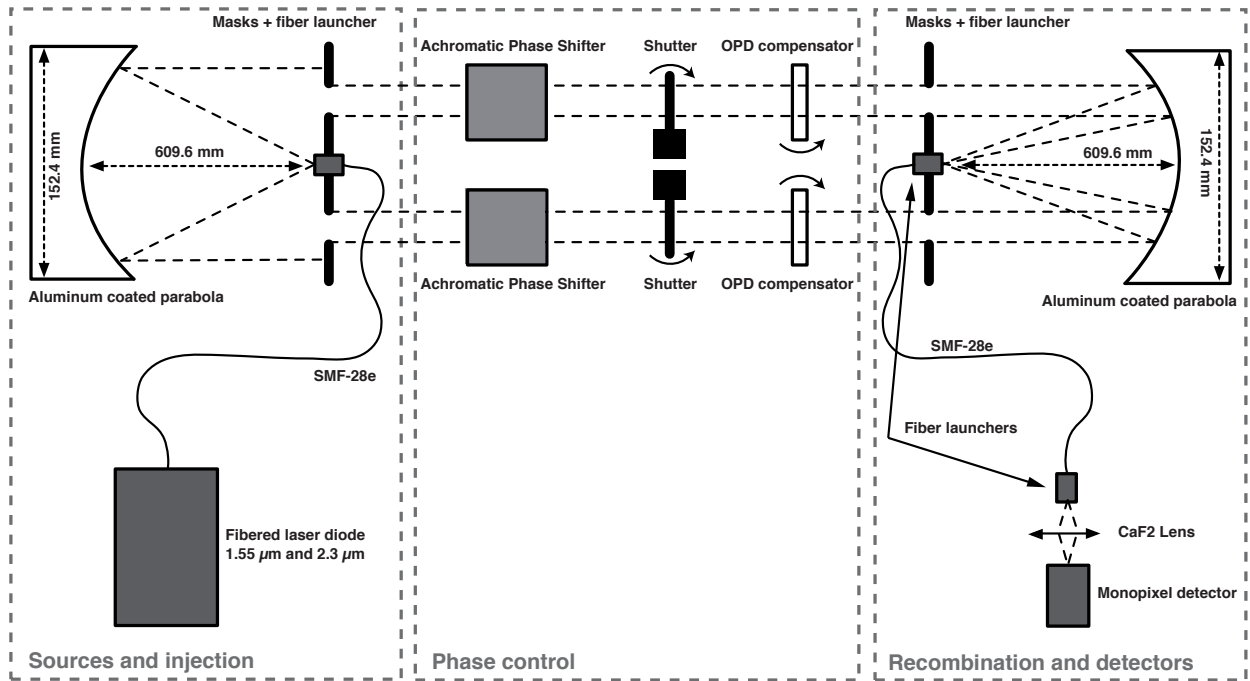 Masks + fiber launcher
152.4 mm
609.6 mm
Aluminum coated parabola
SMF-28e
Fibered laser diode
1.55 µm and 2.3 µm
Sources and injection
Achromatic Phase Shifter
Shutter
OPD compensator
Achromatic Phase Shifter
Shutter
OPD compensator
Phase control
Masks + fiber launcher
609.6 mm
152.4 mm
Aluminum coated parabola
SMF-28e
Fiber launchers
CaF2 Lens
Monopixel detector
Recombination and detectors